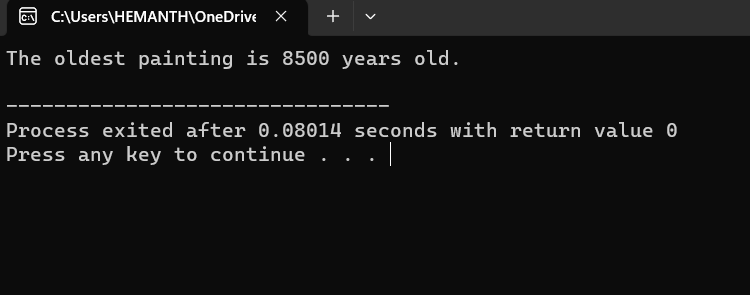 C:\Users\HEMANTH\OneDrive
The oldest painting is 8500 years old.
--------------------------------
Process exited after 0.08014 seconds with return value 0
Press any key to continue . . .